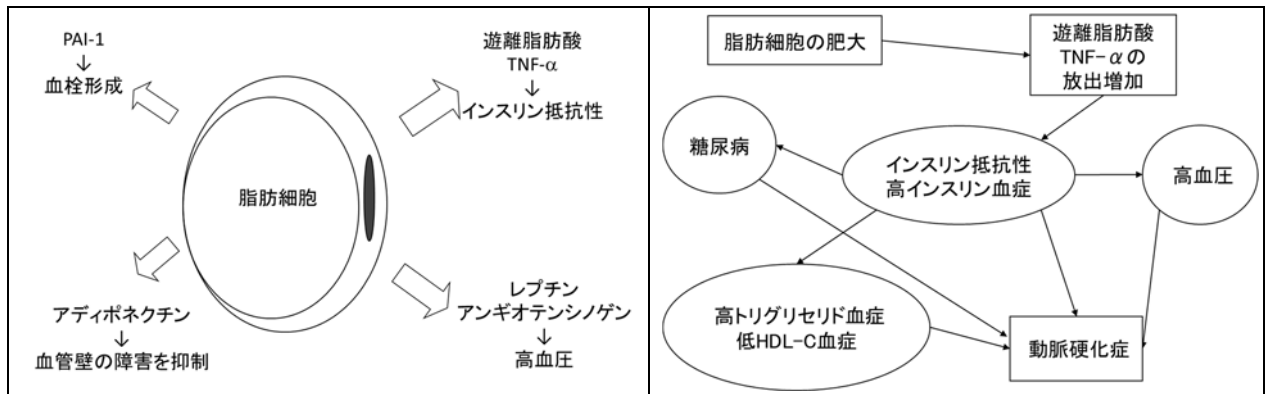 PAI-1
↓
血栓形成
遊離脂肪酸
TNF-α
↓
インスリン抵抗性
脂肪細胞
アディポネクチン
↓
血管壁の障害を抑制
レプチン
アンギオテンシノゲン
↓
高血圧
脂肪細胞の肥大
遊離脂肪酸
TNF-αの
放出増加
糖尿病
インスリン抵抗性
高インスリン血症
高血圧
高トリグリセリド血症
低HDL-C血症
動脈硬化症